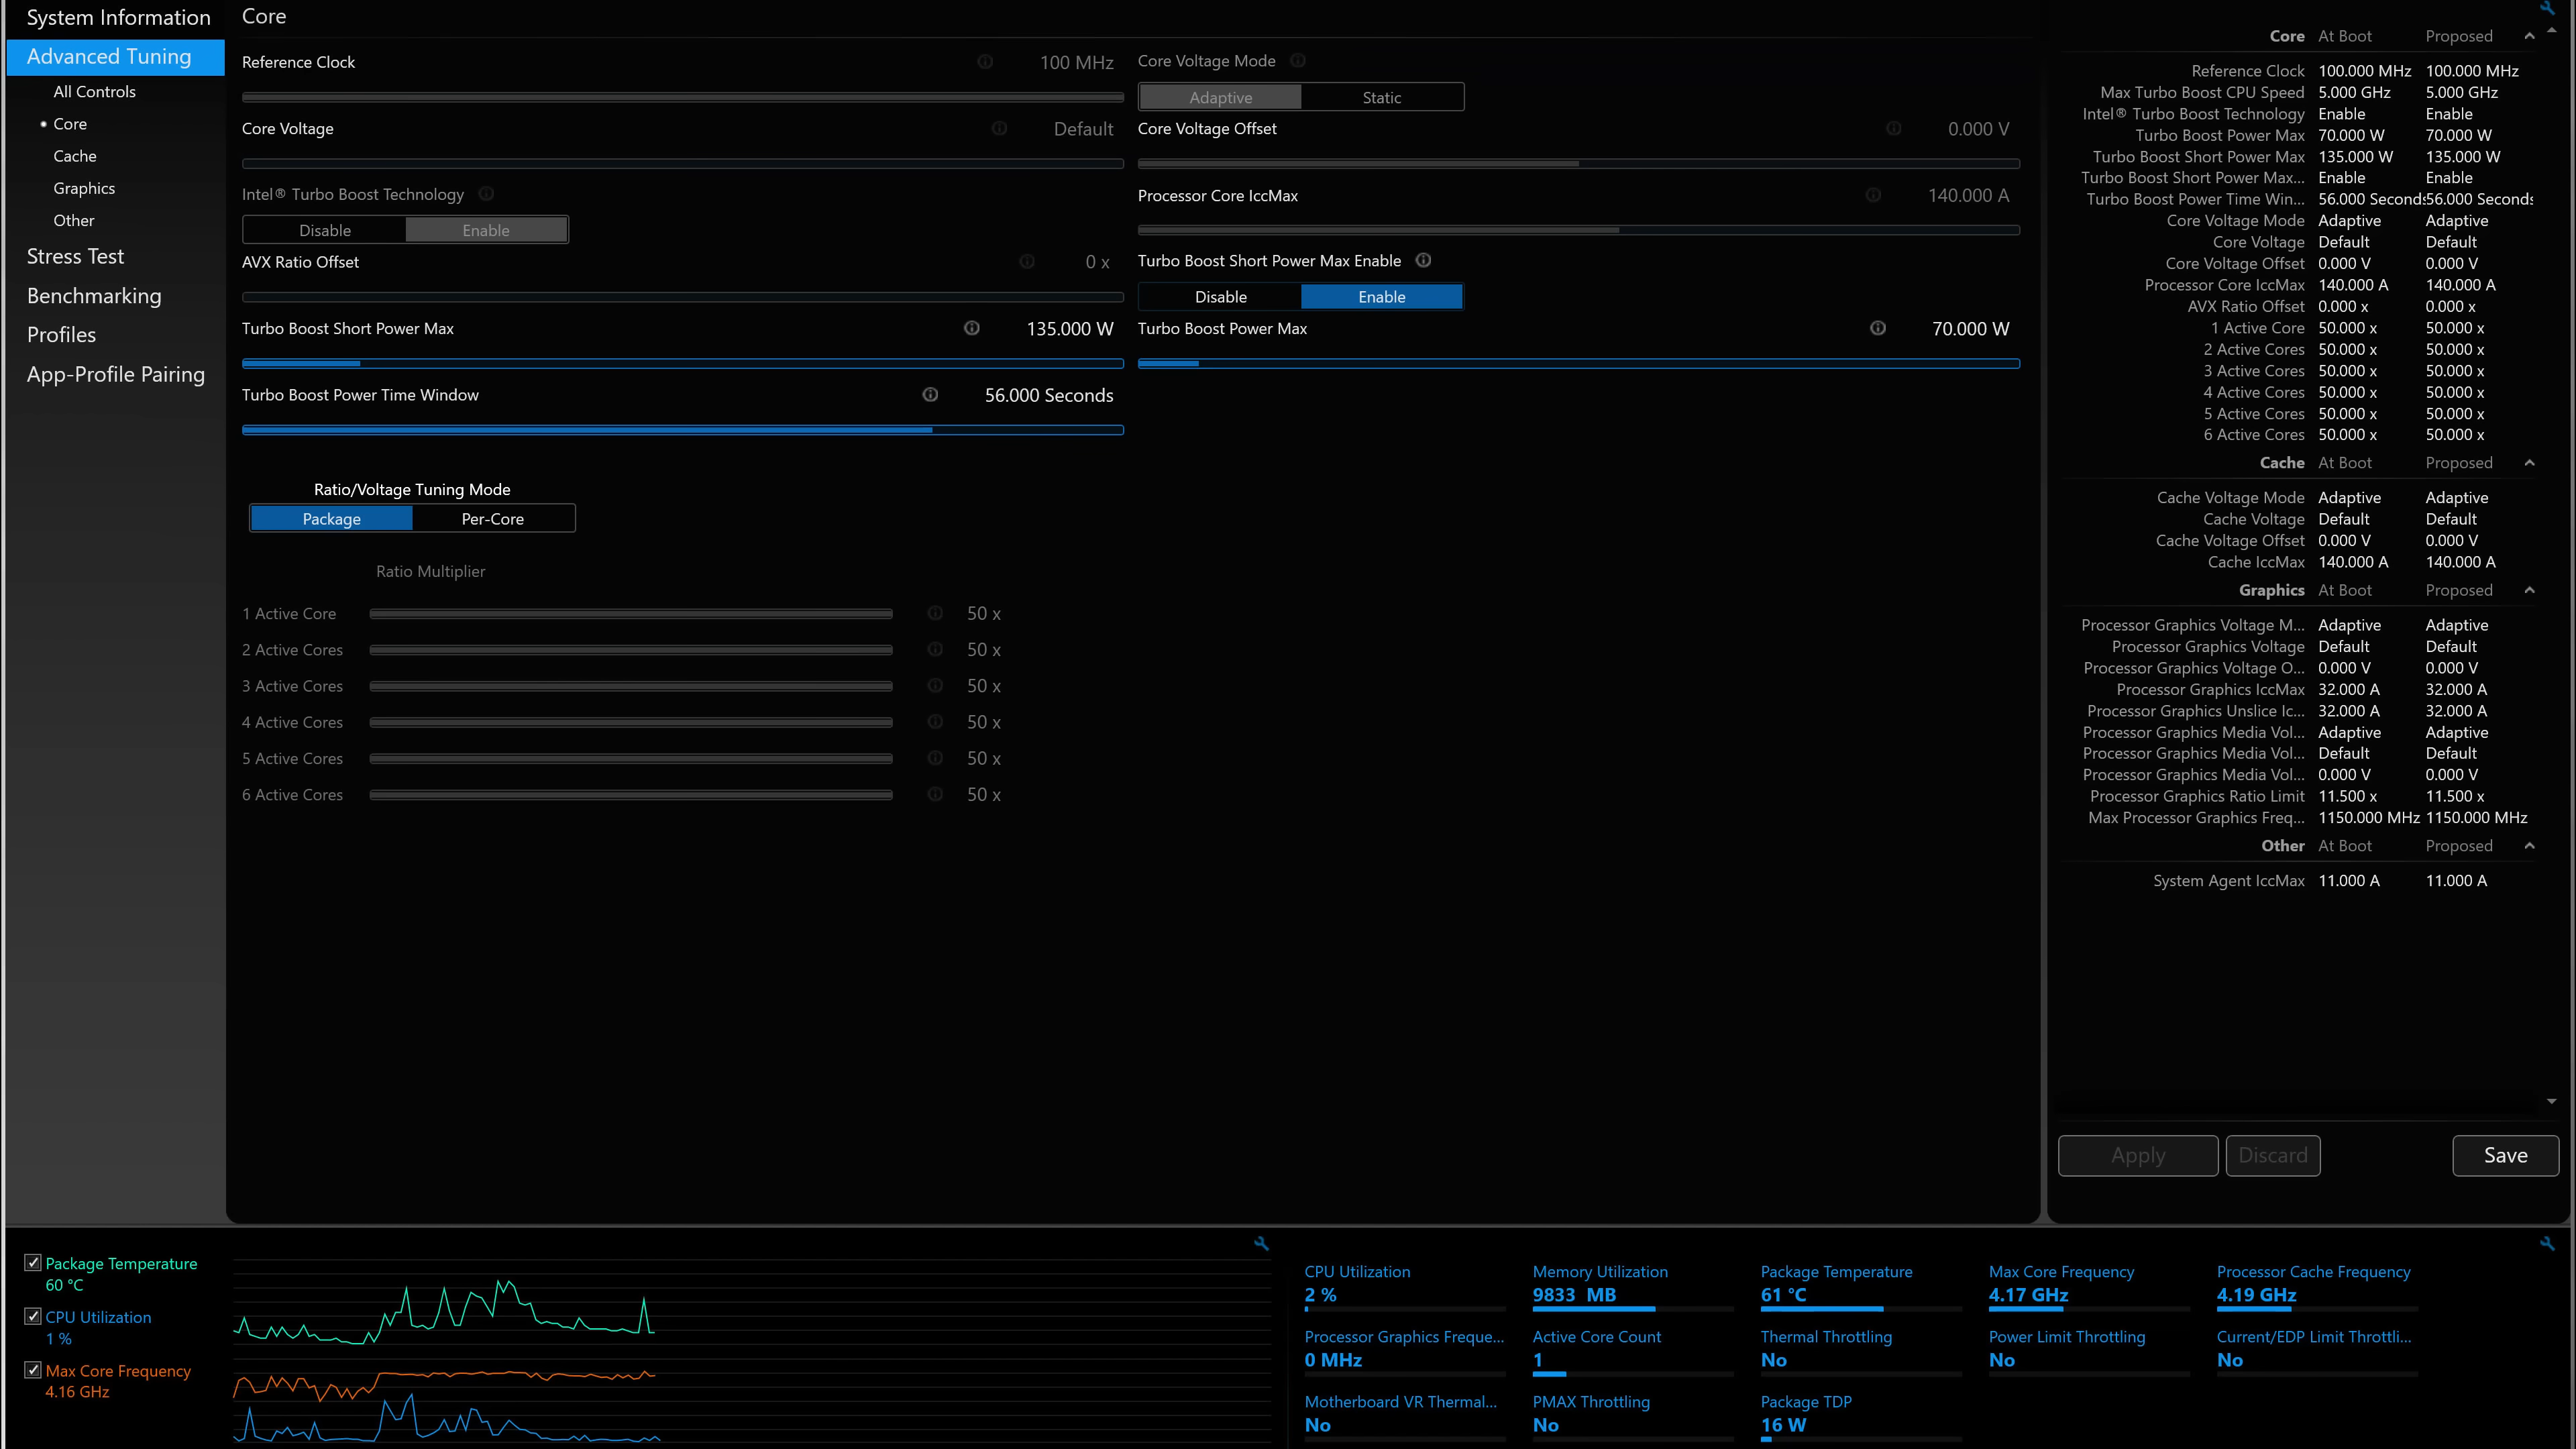 System Information
Advanced Tuning
All Controls
Core
Cache
Graphics
Other
Stress Test
Benchmarking
Profiles
App-Profile Pairing
Core
Reference Clock 100 MHz
Core Voltage Default
Intel® Turbo Boost Technology
Disable Enable
AVX Ratio Offset 0 x
Turbo Boost Short Power Max 135.000 W
Turbo Boost Power Time Window 56.000 Seconds
Core Voltage Mode
Adaptive Static
Core Voltage Offset 0.000 V
Processor Core IccMax 140.000 A
Turbo Boost Short Power Max Enable
Disable Enable
Turbo Boost Power Max 70.000 W
Ratio/Voltage Tuning Mode
Package Per-Core
Ratio Multiplier
1 Active Core 50 x
2 Active Cores 50 x
3 Active Cores 50 x
4 Active Cores 50 x
5 Active Cores 50 x
6 Active Cores 50 x
Core At Boot Proposed
Reference Clock 100.000 MHz 100.000 MHz
Max Turbo Boost CPU Speed 5.000 GHz 5.000 GHz
Intel® Turbo Boost Technology Enable Enable
Turbo Boost Power Max 70.000 W 70.000 W
Turbo Boost Short Power Max 135.000 W 135.000 W
Turbo Boost Short Power Max... Enable Enable
Turbo Boost Power Time Win... 56.000 Seconds 56.000 Seconds
Core Voltage Mode Adaptive Adaptive
Core Voltage Default Default
Core Voltage Offset 0.000 V 0.000 V
Processor Core IccMax 140.000 A 140.000 A
AVX Ratio Offset 0.000 x 0.000 x
1 Active Core 50.000 x 50.000 x
2 Active Cores 50.000 x 50.000 x
3 Active Cores 50.000 x 50.000 x
4 Active Cores 50.000 x 50.000 x
5 Active Cores 50.000 x 50.000 x
6 Active Cores 50.000 x 50.000 x
Cache At Boot Proposed
Cache Voltage Mode Adaptive Adaptive
Cache Voltage Default Default
Cache Voltage Offset 0.000 V 0.000 V
Cache IccMax 140.000 A 140.000 A
Graphics At Boot Proposed
Processor Graphics Voltage M... Adaptive Adaptive
Processor Graphics Voltage Default Default
Processor Graphics Voltage O... 0.000 V 0.000 V
Processor Graphics IccMax 32.000 A 32.000 A
Processor Graphics Unslice Ic... 32.000 A 32.000 A
Processor Graphics Media Vol... Adaptive Adaptive
Processor Graphics Media Vol... Default Default
Processor Graphics Media Vol... 0.000 V 0.000 V
Processor Graphics Ratio Limit 11.500 x 11.500 x
Max Processor Graphics Freq... 1150.000 MHz 1150.000 MHz
Other At Boot Proposed
System Agent IccMax 11.000 A 11.000 A
Apply Discard Save
Package Temperature
60 °C
CPU Utilization
1 %
Max Core Frequency
4.16 GHz
CPU Utilization Memory Utilization Package Temperature Max Core Frequency Processor Cache Frequency
2 % 9833 MB 61 °C 4.17 GHz 4.19 GHz
Processor Graphics Freque... Active Core Count Thermal Throttling Power Limit Throttling Current/EDP Limit Throttli...
0 MHz 1 No No No
Motherboard VR Thermal... PMAX Throttling Package TDP
No No 16 W